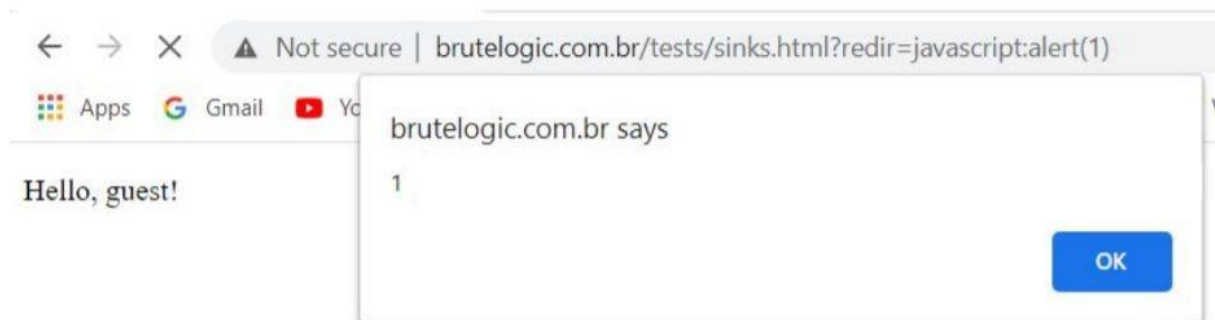 Not secure | brutelogic.com.br/tests/sinks.html?redir=javascript:alert(1)
Apps Gmail
brutelogic.com.br says
Hello, guest!
1
OK